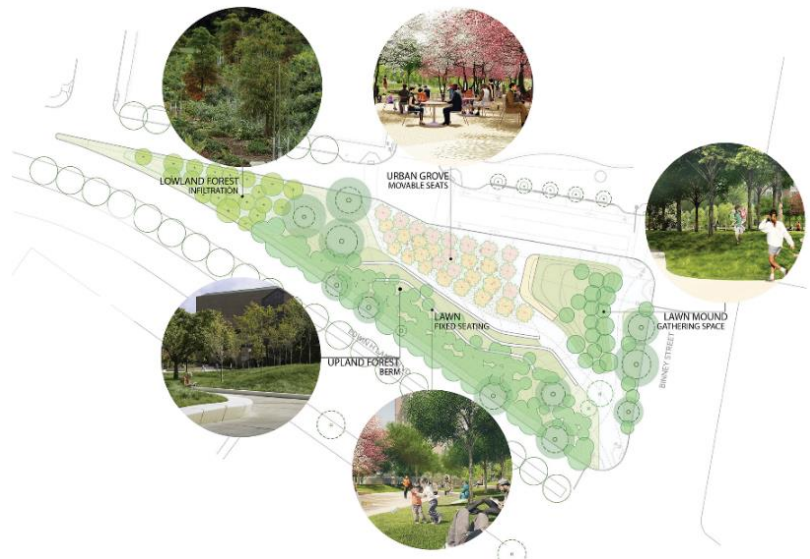 LOWLAND FOREST
INFILTRATION
URBAN GROVE
MOVABLE SEATS
LAWN
FIXED SEATING
LAWN MOUND
GATHERING SPACE
UPLAND FOREST
BERM
BINNEY STREET